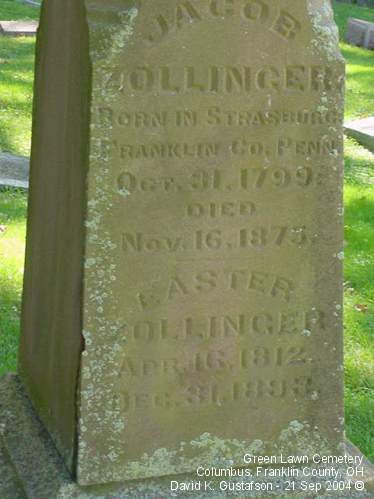 JACOB
ZOLLINGER
BORN IN STRASBURG
FRANKLIN CO. PENN
OCT. 31. 1799.
DIED
NOV. 16. 1875.
EASTER
ZOLLINGER
APR. 16. 1812.
DEC. 31. 1893.
Green Lawn Cemetery
Columbus, Franklin County, OH
David K. Gustafson - 21 Sep 2004 ©